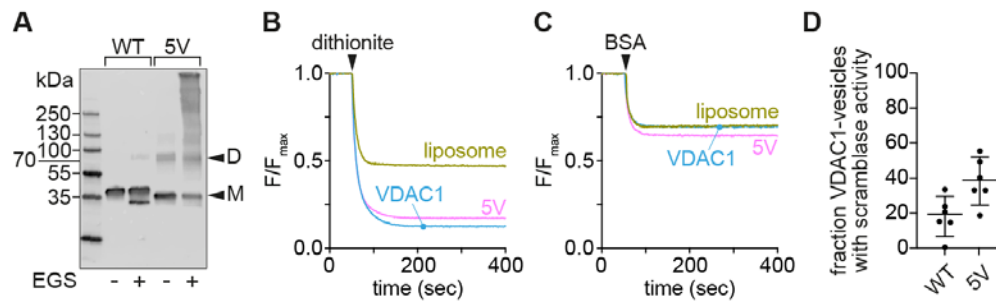 A
WT 5V
kDa
250
130
100
70
55
35
D
M
EGS - + - +
B
dithionite
1.0
0.5
0.0
F/Fmax
liposome
VDAC1
5V
0 200 400
time (sec)
C
BSA
1.0
0.5
0.0
F/Fmax
liposome
VDAC1
5V
0 200 400
time (sec)
D
fraction VDAC1-vesicles
with scramblase activity
100
80
60
40
20
0
WT 5V